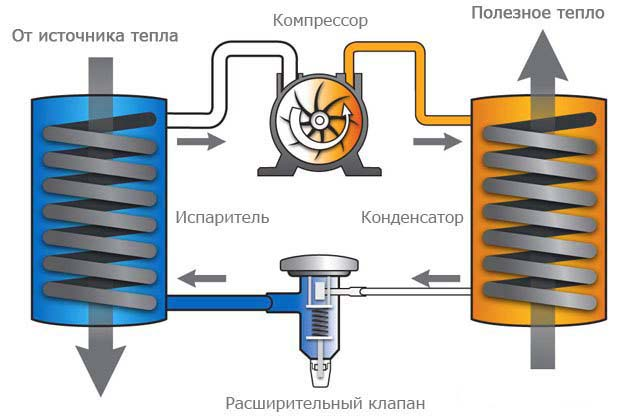 Компрессор
Полезное тепло
От источника тепла
Испаритель
Конденсатор
Расширительный клапан